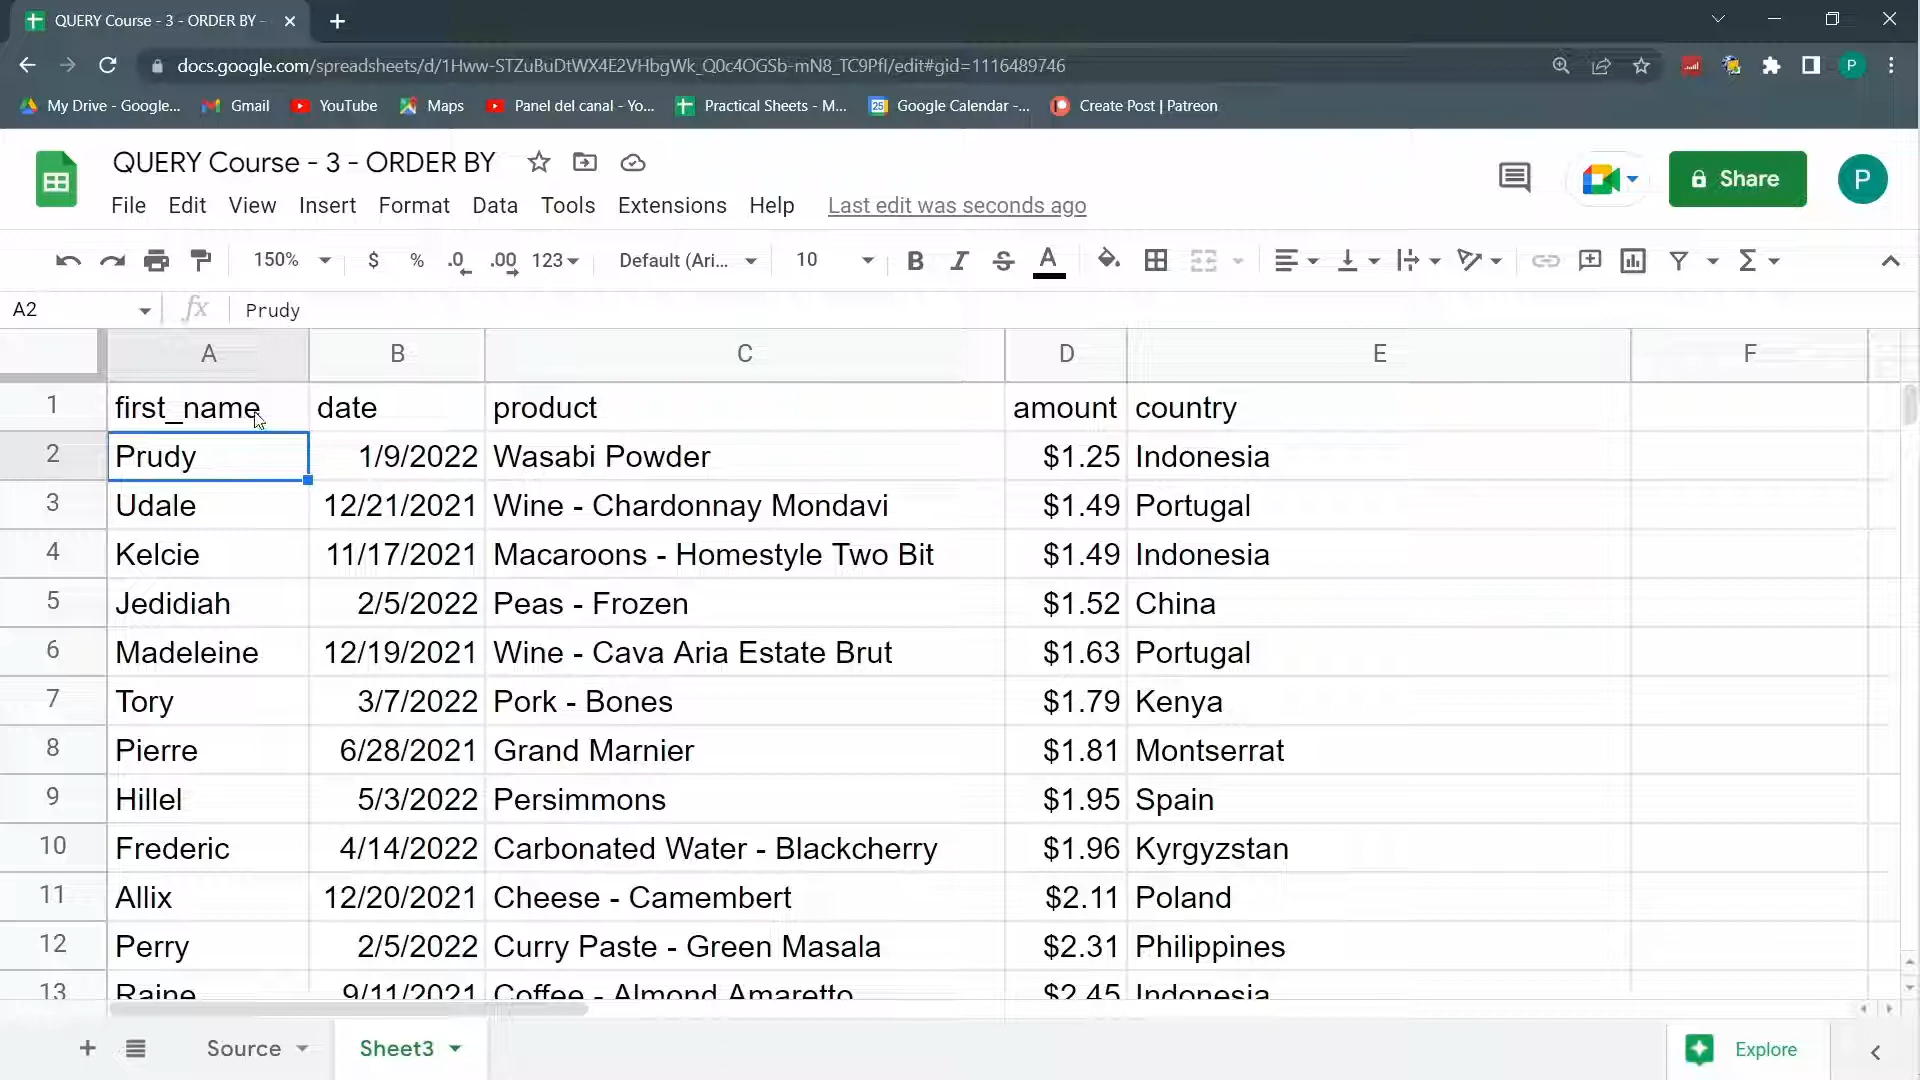 QUERY Course - 3 - ORDER BY -
docs.google.com/spreadsheets/d/1Hww-STZuBuDtWX4E2VHbgWk_Q0c4OGSb-mN8_TC9PfI/edit#gid=1116489746
My Drive - Google... Gmail YouTube Maps Panel del canal - Yo... Practical Sheets - M... 25 Google Calendar -... Create Post | Patreon P
QUERY Course - 3 - ORDER BY
Share P
File Edit View Insert Format Data Tools Extensions Help Last edit was seconds ago
150% $ % .0 .00 123 Default (Ari... 10 B I S A Σ
A2 fx Prudy
A B C D E F
1 first_name date product amount country
2 Prudy 1/9/2022 Wasabi Powder $1.25 Indonesia
3 Udale 12/21/2021 Wine - Chardonnay Mondavi $1.49 Portugal
4 Kelcie 11/17/2021 Macaroons - Homestyle Two Bit $1.49 Indonesia
5 Jedidiah 2/5/2022 Peas - Frozen $1.52 China
6 Madeleine 12/19/2021 Wine - Cava Aria Estate Brut $1.63 Portugal
7 Tory 3/7/2022 Pork - Bones $1.79 Kenya
8 Pierre 6/28/2021 Grand Marnier $1.81 Montserrat
9 Hillel 5/3/2022 Persimmons $1.95 Spain
10 Frederic 4/14/2022 Carbonated Water - Blackcherry $1.96 Kyrgyzstan
11 Allix 12/20/2021 Cheese - Camembert $2.11 Poland
12 Perry 2/5/2022 Curry Paste - Green Masala $2.31 Philippines
13 Raine 9/11/2021 Coffee - Almond Amaretto $2.45 Indonesia
Source Sheet3 Explore